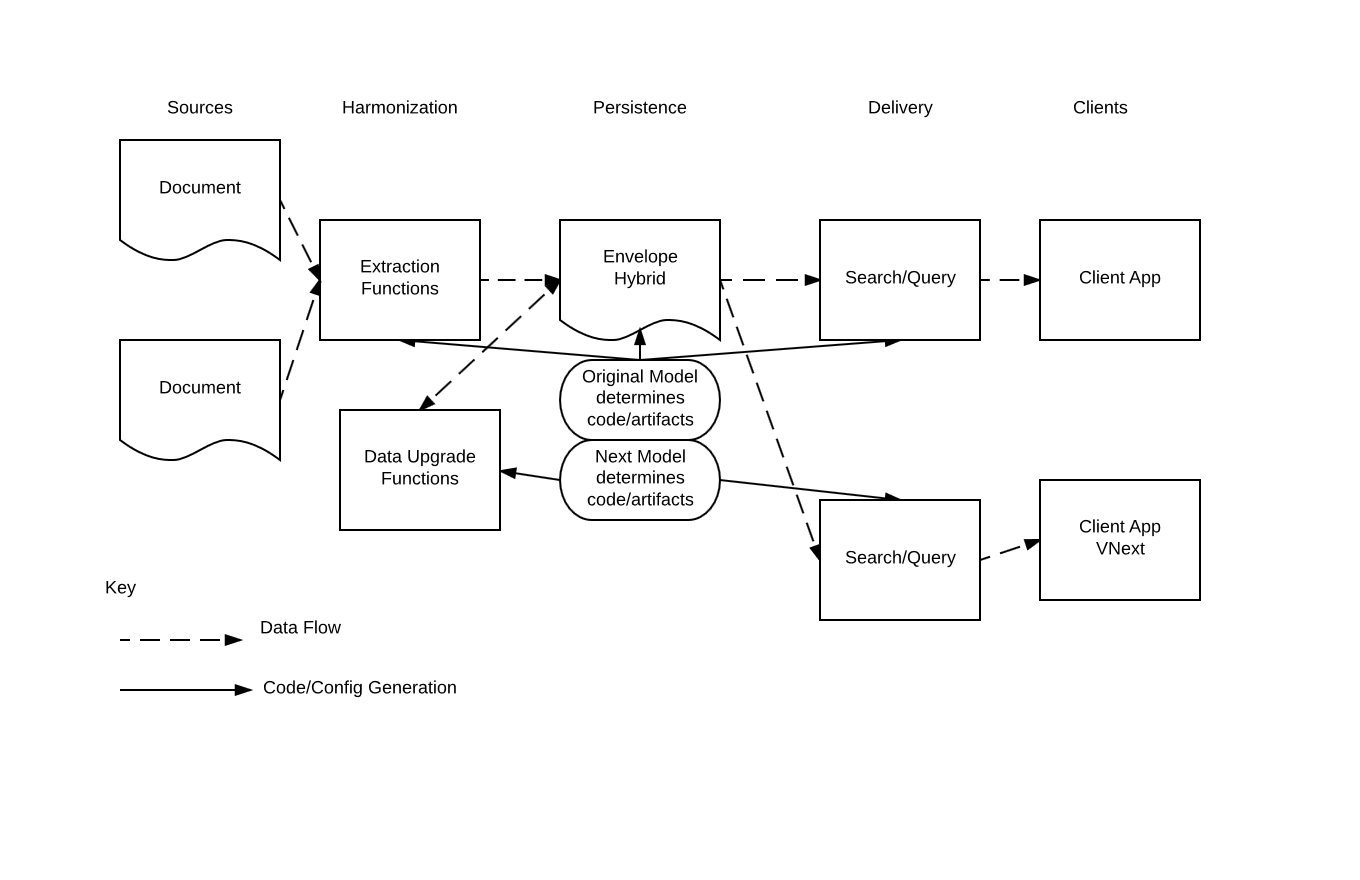 Sources
Harmonization
Persistence
Delivery
Clients
Document
Extraction
Functions
Envelope
Hybrid
Search/Query
Client App
Document
Original Model
determines
code/artifacts
Data Upgrade
Functions
Next Model
determines
code/artifacts
Search/Query
Client App
VNext
Key
Data Flow
Code/Config Generation